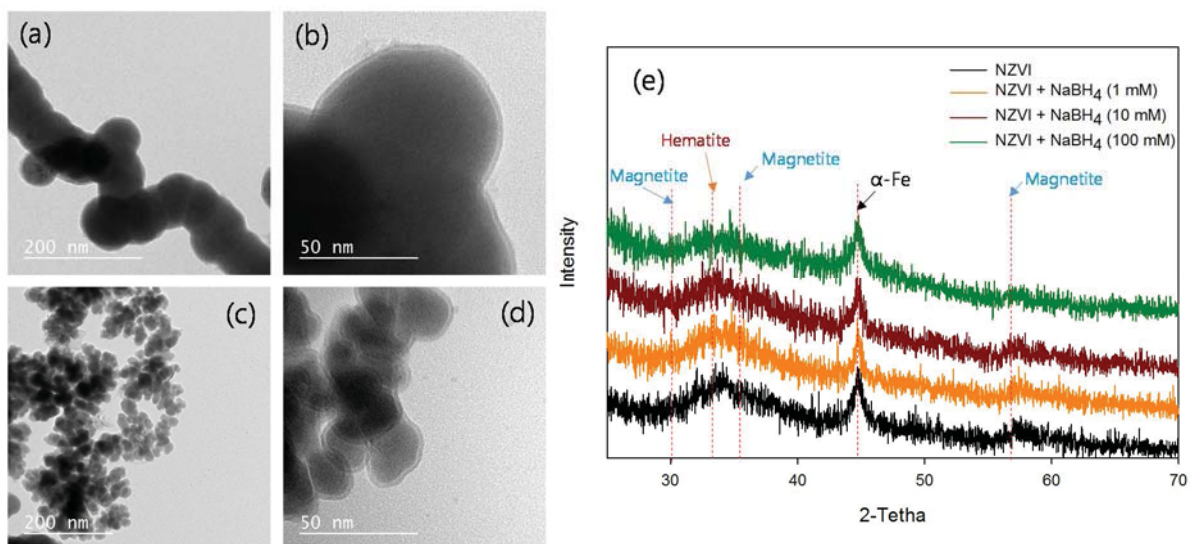 (a)
200 nm
(b)
50 nm
(c)
200 nm
(d)
50 nm
(e)
NZVI
NZVI + NaBH₄ (1 mM)
NZVI + NaBH₄ (10 mM)
NZVI + NaBH₄ (100 mM)
Hematite
Magnetite
Magnetite
α-Fe
Magnetite
Intensity
30
40
50
60
70
2-Tetha